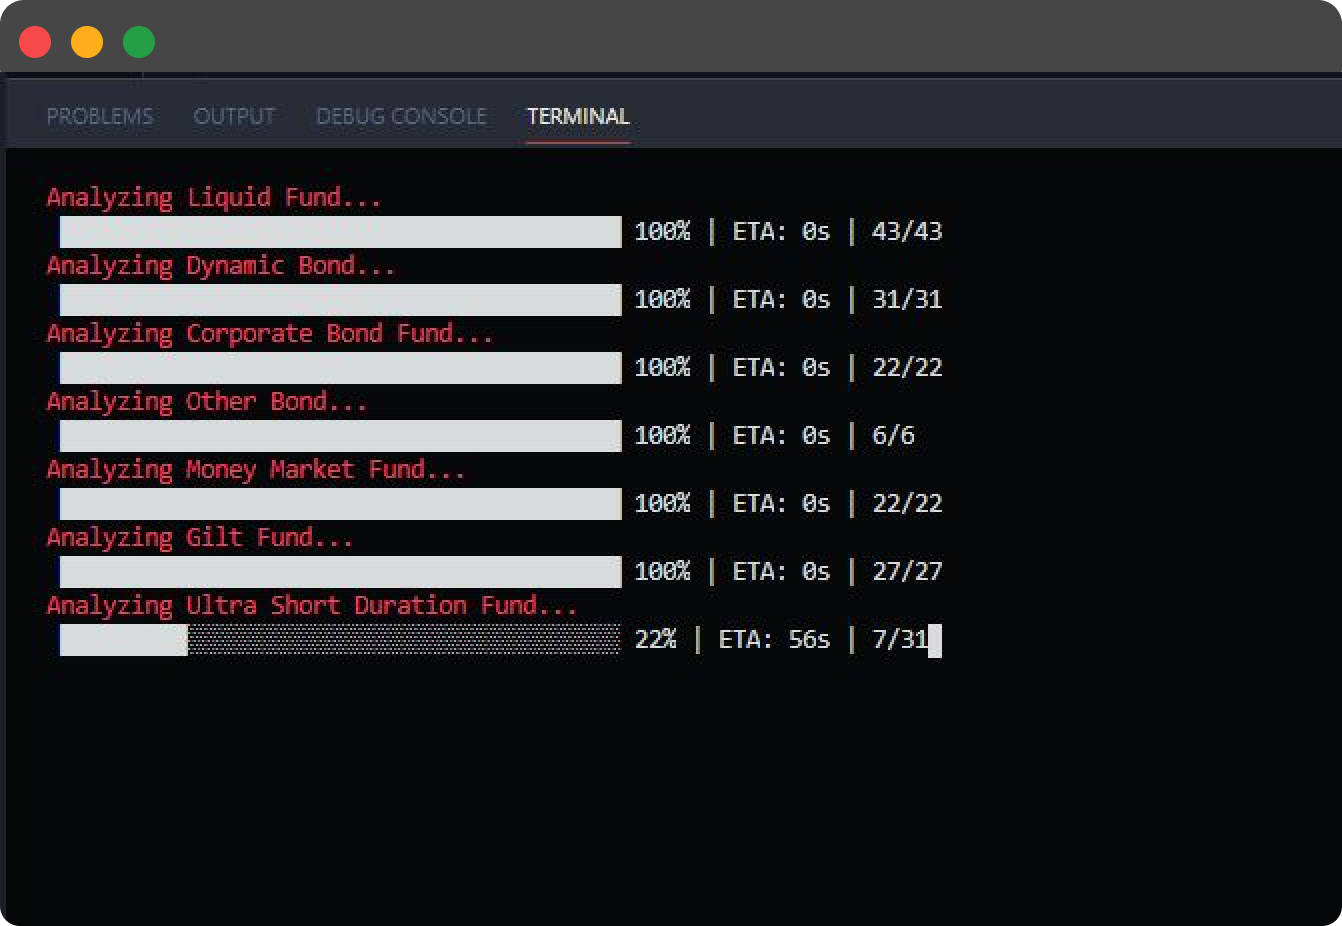 PROBLEMS OUTPUT DEBUG CONSOLE TERMINAL
Analyzing Liquid Fund...
100% | ETA: 0s | 43/43
Analyzing Dynamic Bond...
100% | ETA: 0s | 31/31
Analyzing Corporate Bond Fund...
100% | ETA: 0s | 22/22
Analyzing Other Bond...
100% | ETA: 0s | 6/6
Analyzing Money Market Fund...
100% | ETA: 0s | 22/22
Analyzing Gilt Fund...
100% | ETA: 0s | 27/27
Analyzing Ultra Short Duration Fund...
22% | ETA: 56s | 7/31